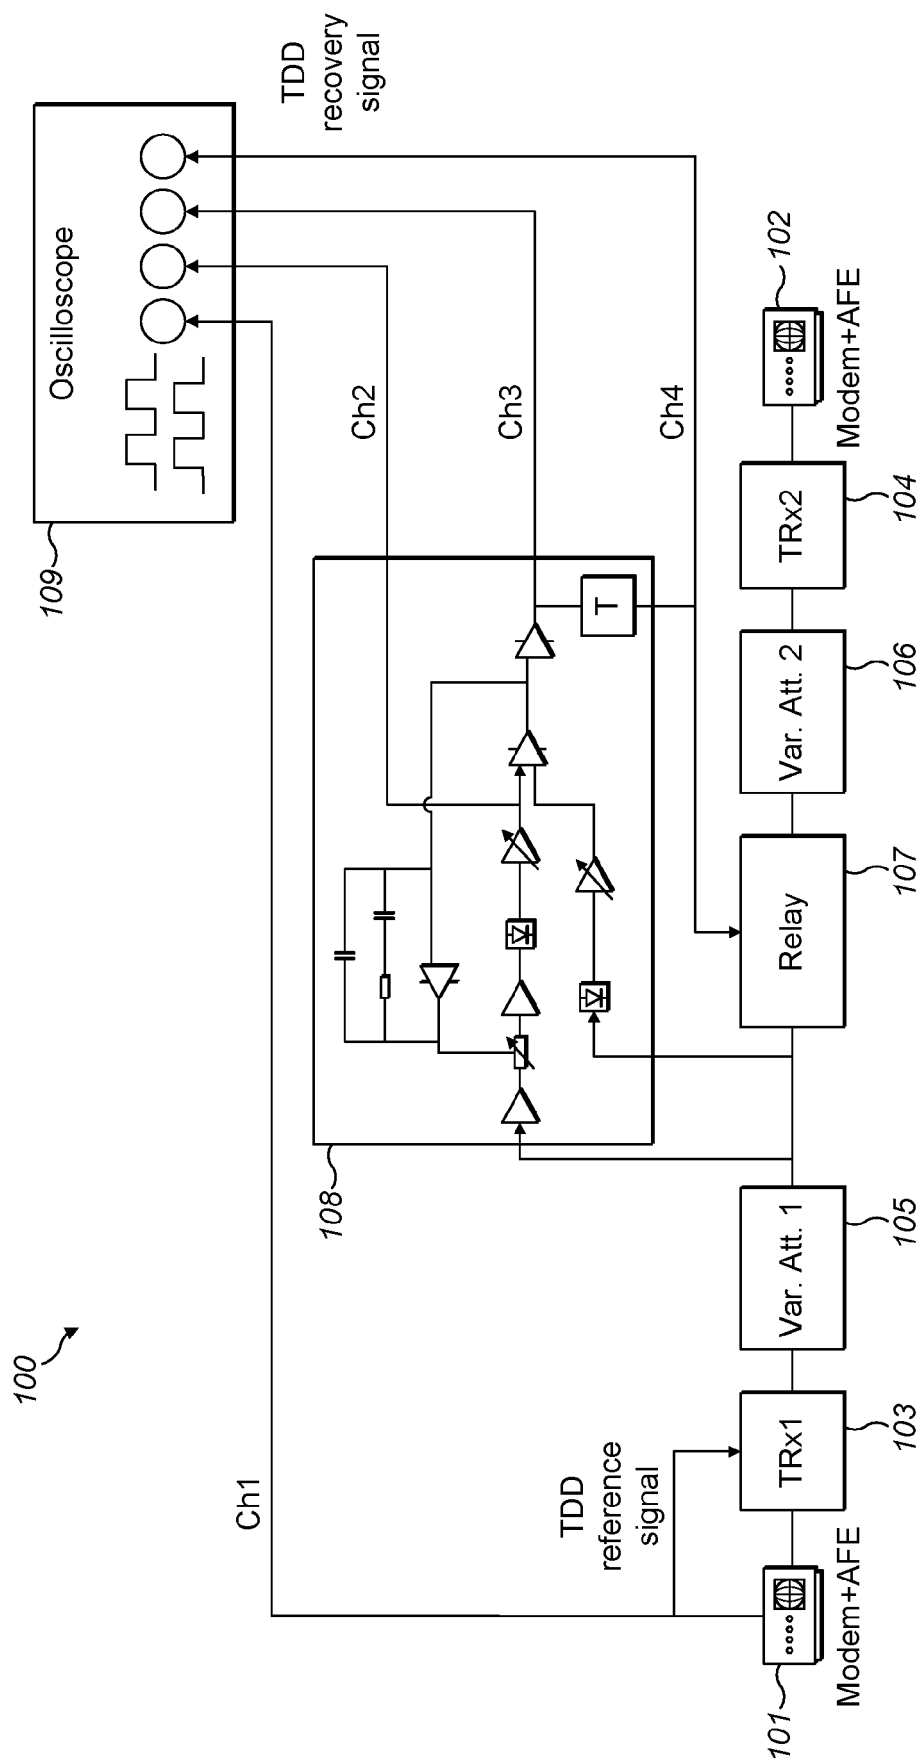 100
109
Oscilloscope
TDD
recovery
signal
Ch1
Ch2
Ch3
Ch4
108
T
TDD
reference
signal
101
Modem+AFE
TRx1
103
Var. Att. 1
105
Relay
107
Var. Att. 2
106
TRx2
104
Modem+AFE
102